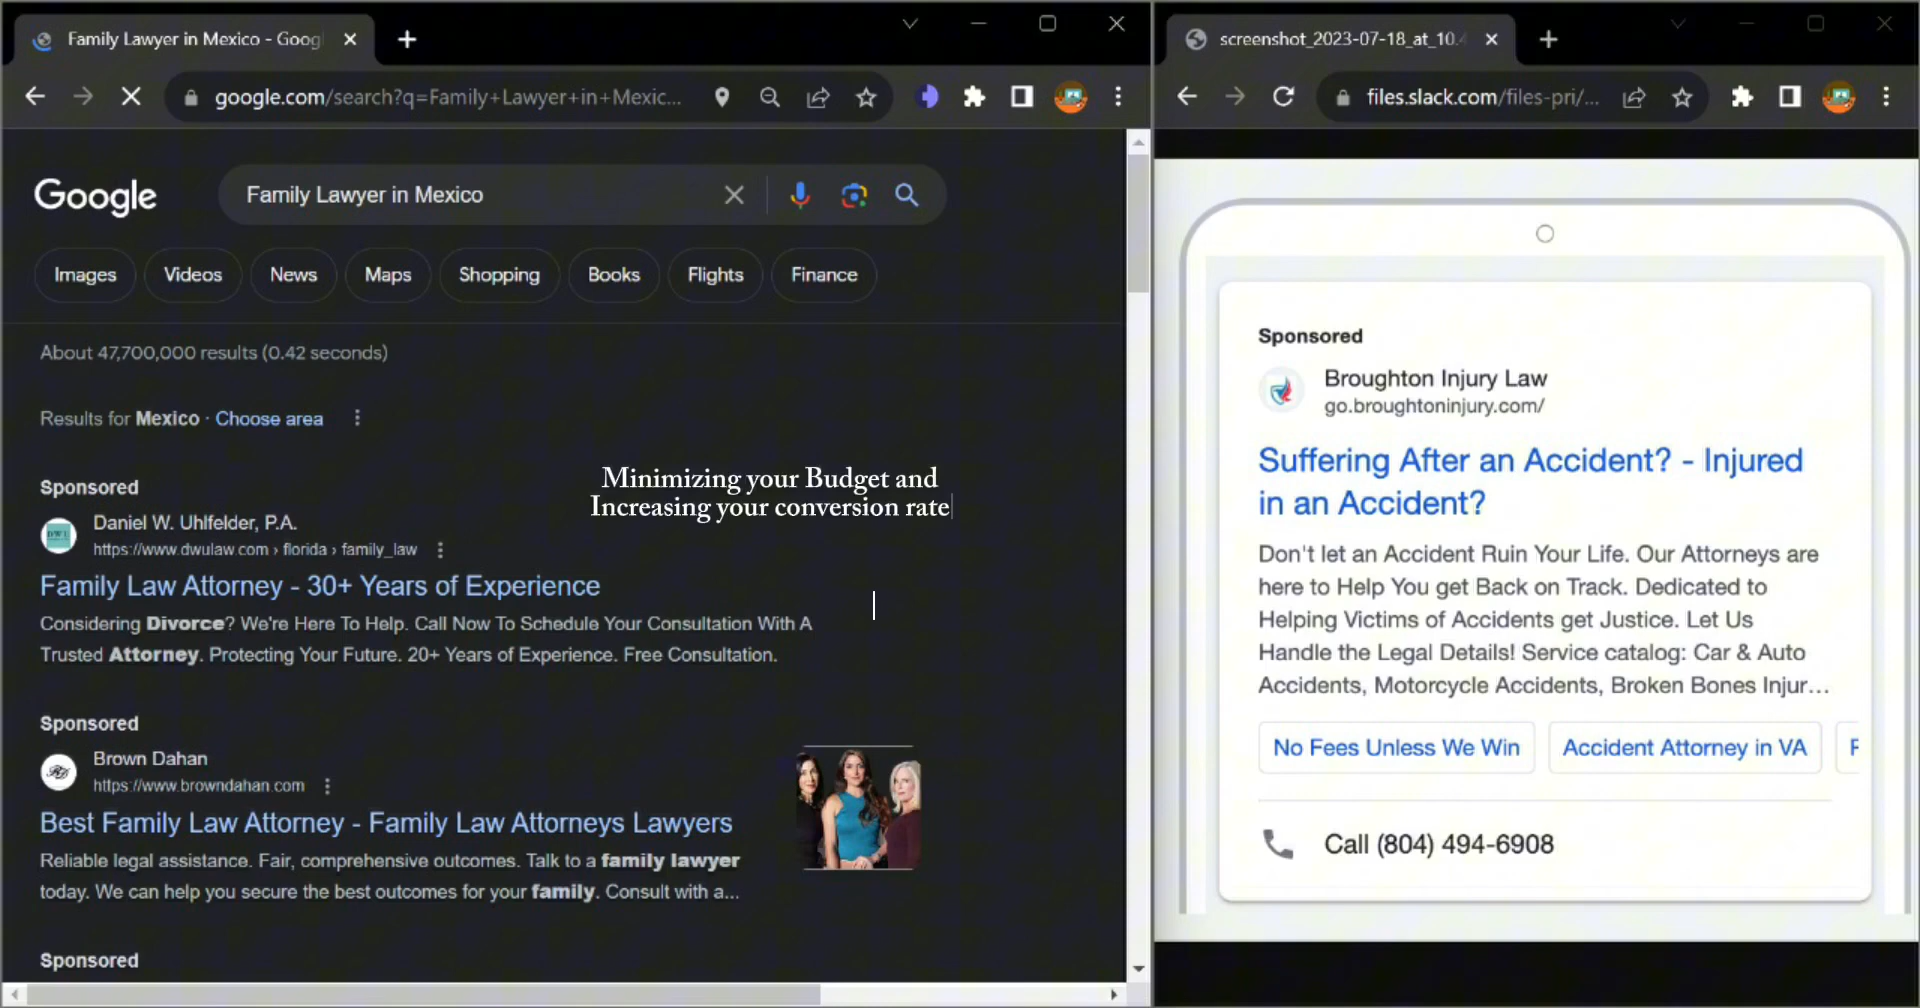 Family Lawyer in Mexico - Goog
screenshot_2023-07-18_at_10.4
google.com/search?q=Family+Lawyer+in+Mexic...
files.slack.com/files-pri/...
Google
Family Lawyer in Mexico
Images
Videos
News
Maps
Shopping
Books
Flights
Finance
About 47,700,000 results (0.42 seconds)
Results for Mexico · Choose area
Minimizing your Budget and
Increasing your conversion rate
Sponsored
DWU
Daniel W. Uhlfelder, P.A.
https://www.dwulaw.com › florida › family_law
Family Law Attorney - 30+ Years of Experience
Considering Divorce? We're Here To Help. Call Now To Schedule Your Consultation With A
Trusted Attorney. Protecting Your Future. 20+ Years of Experience. Free Consultation.
Sponsored
Brown Dahan
https://www.browndahan.com
Best Family Law Attorney - Family Law Attorneys Lawyers
Reliable legal assistance. Fair, comprehensive outcomes. Talk to a family lawyer
today. We can help you secure the best outcomes for your family. Consult with a...
Sponsored
Sponsored
Broughton Injury Law
go.broughtoninjury.com/
Suffering After an Accident? - Injured
in an Accident?
Don't let an Accident Ruin Your Life. Our Attorneys are
here to Help You get Back on Track. Dedicated to
Helping Victims of Accidents get Justice. Let Us
Handle the Legal Details! Service catalog: Car & Auto
Accidents, Motorcycle Accidents, Broken Bones Injur...
No Fees Unless We Win
Accident Attorney in VA
F
Call (804) 494-6908